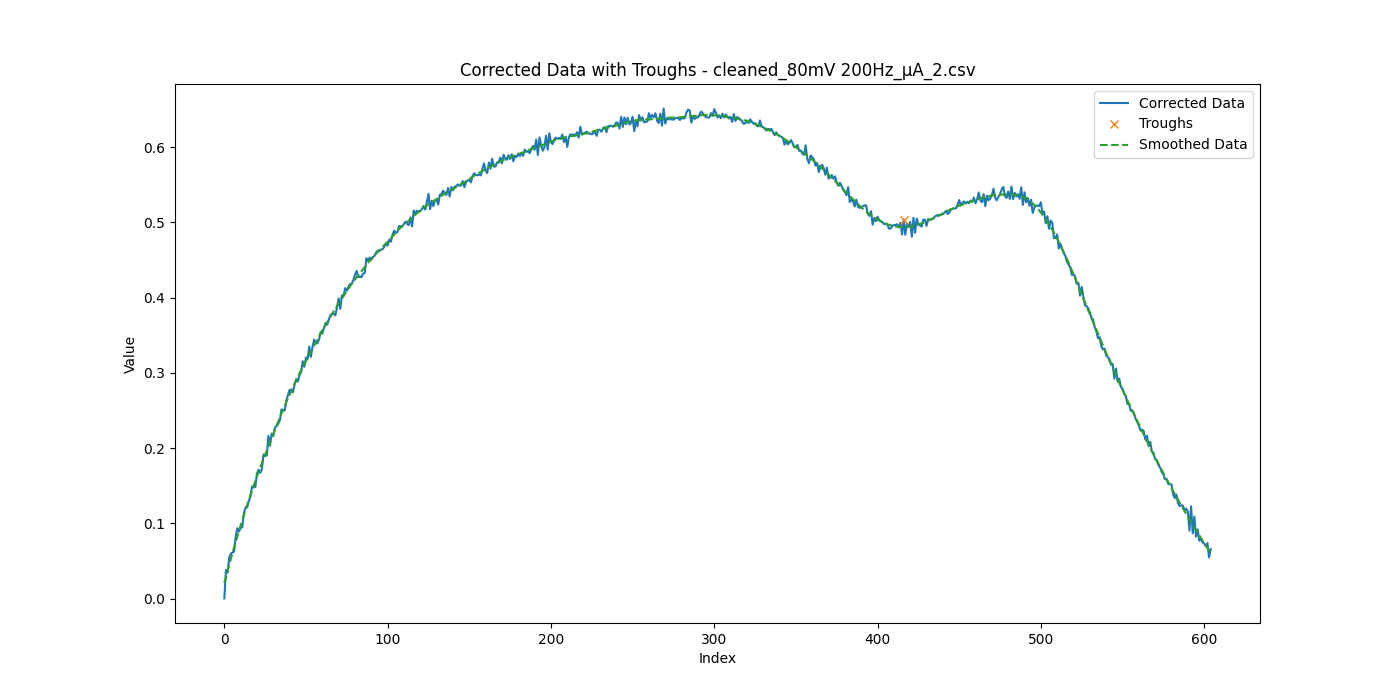 Corrected Data with Troughs - cleaned_80mV 200Hz_μA_2.csv
Corrected Data
Troughs
Smoothed Data
Value
0.6
0.5
0.4
0.3
0.2
0.1
0.0
0 100 200 300 400 500 600
Index